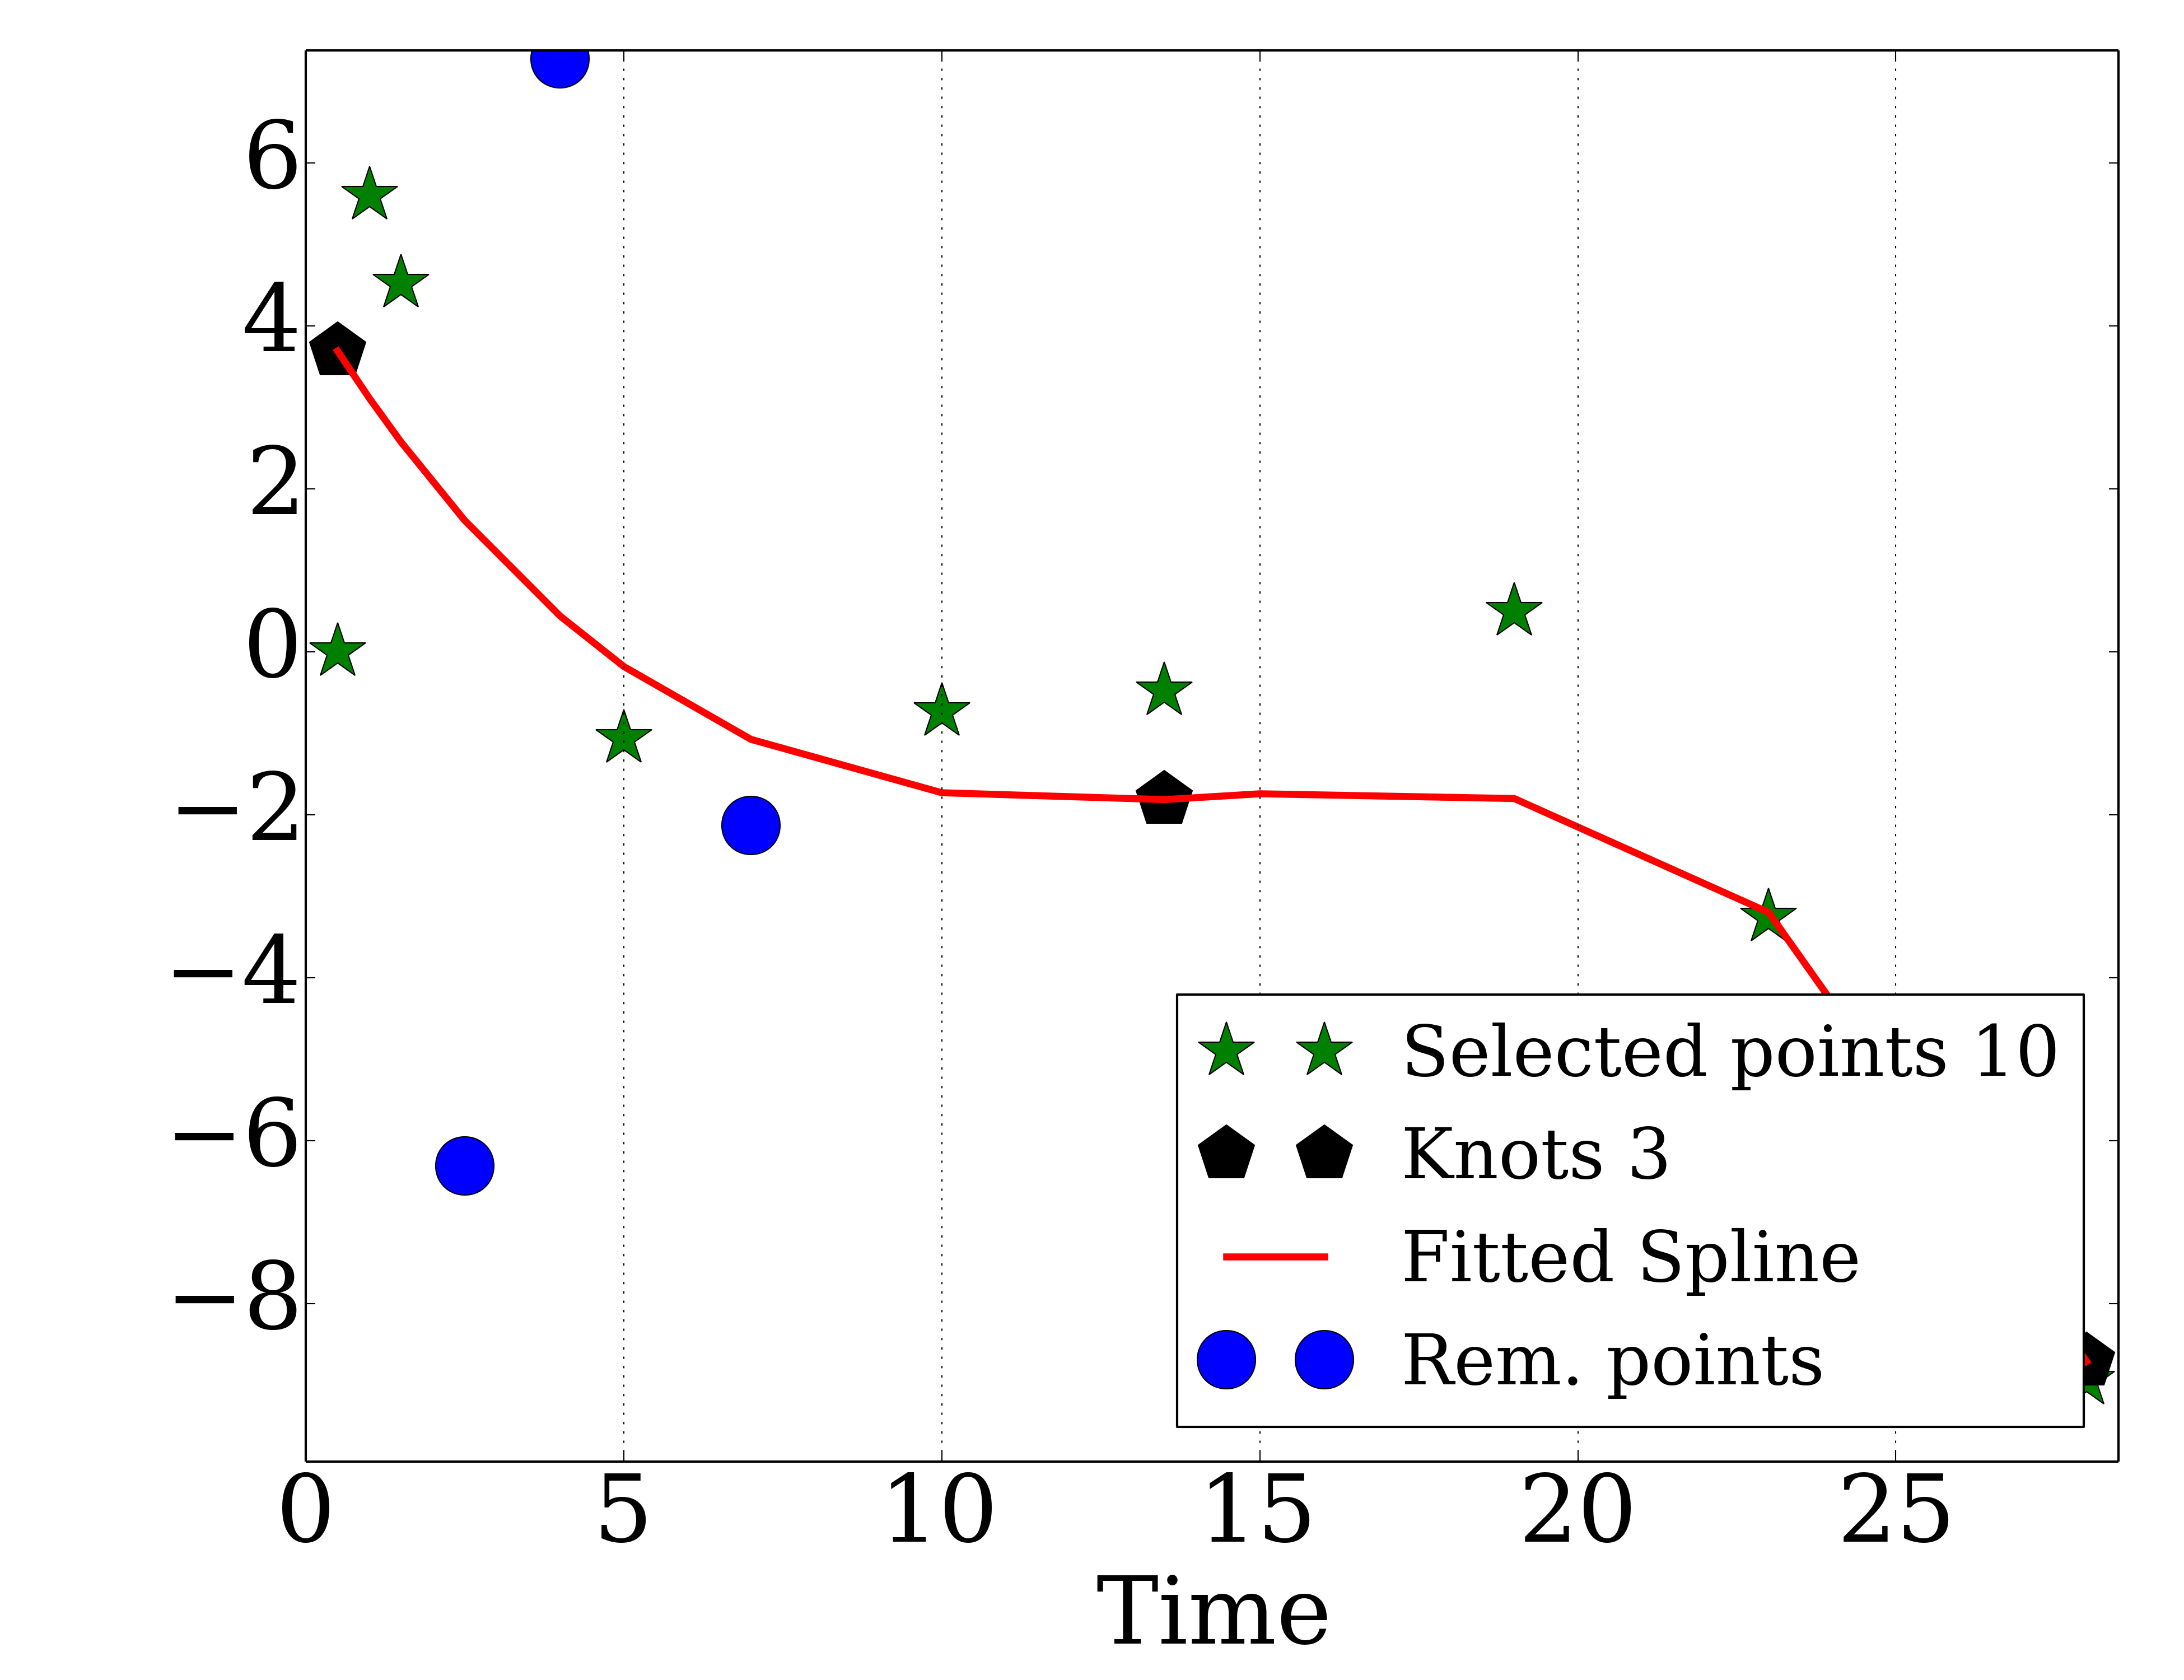 6
4
2
0
−2
−4
−6
−8
Selected points 10
Knots 3
Fitted Spline
Rem. points
0 5 10 15 20 25
Time